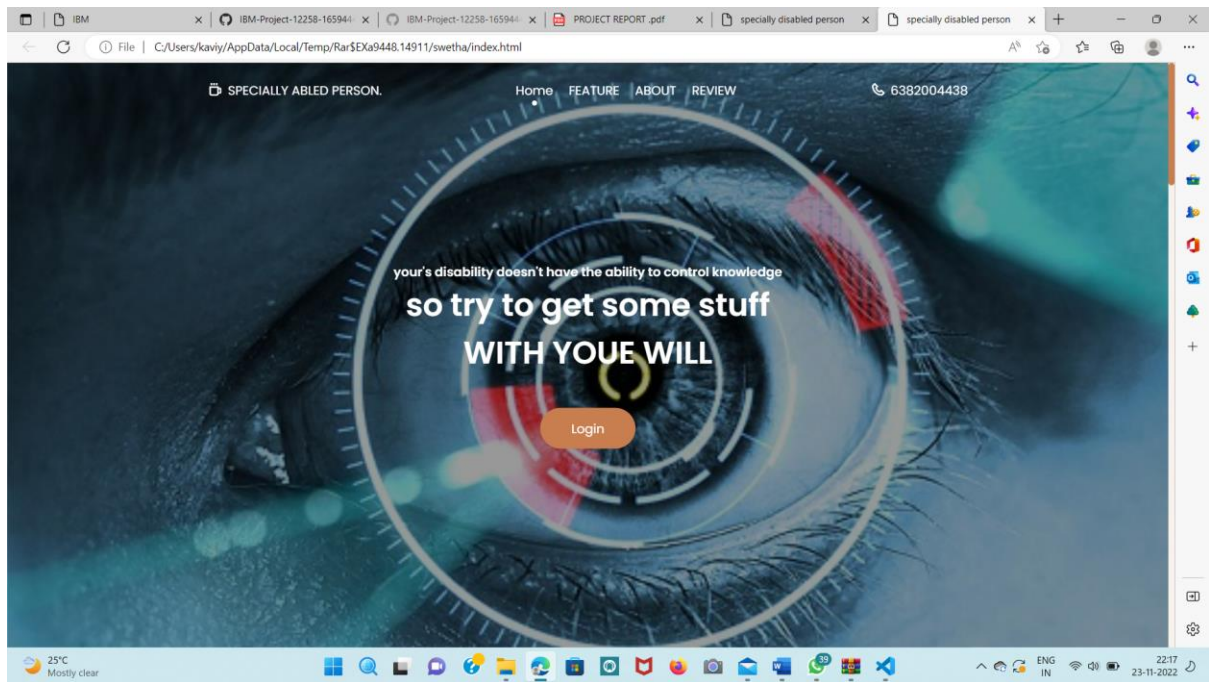 IBM
IBM-Project-12258-165944
IBM-Project-12258-165944
PROJECT REPORT .pdf
specially disabled person
specially disabled person
File | C:/Users/kaviy/AppData/Local/Temp/Rar$EXa9448.14911/swetha/index.html
SPECIALLY ABLED PERSON.
Home FEATURE ABOUT REVIEW
6382004438
your's disability doesn't have the ability to control knowledge
so try to get some stuff
WITH YOUE WILL
Login
25°C
Mostly clear
39
ENG
IN
22:17
23-11-2022